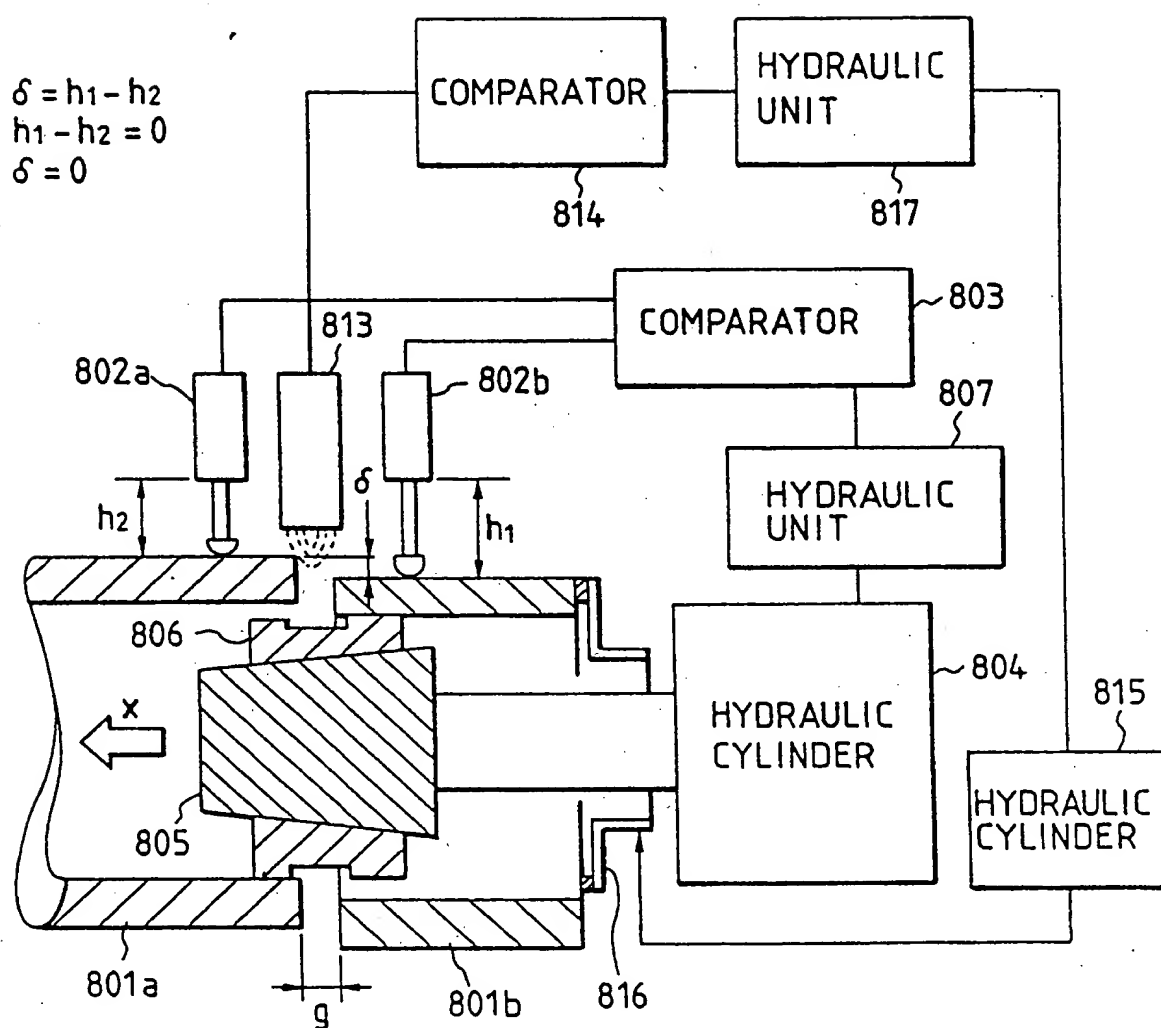 δ = h1 - h2
h1 - h2 = 0
δ = 0
COMPARATOR
814
HYDRAULIC
UNIT
817
COMPARATOR
803
802a
813
802b
807
HYDRAULIC
UNIT
h2
δ
h1
806
804
x
HYDRAULIC
CYLINDER
815
HYDRAULIC
CYLINDER
805
801a
g
801b
816